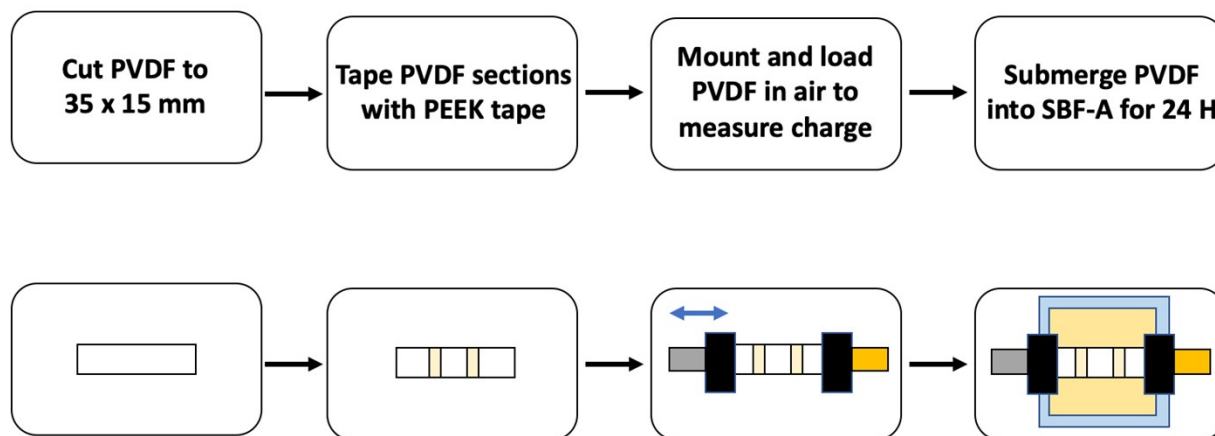 Cut PVDF to
35 x 15 mm
Tape PVDF sections
with PEEK tape
Mount and load
PVDF in air to
measure charge
Submerge PVDF
into SBF-A for 24 H